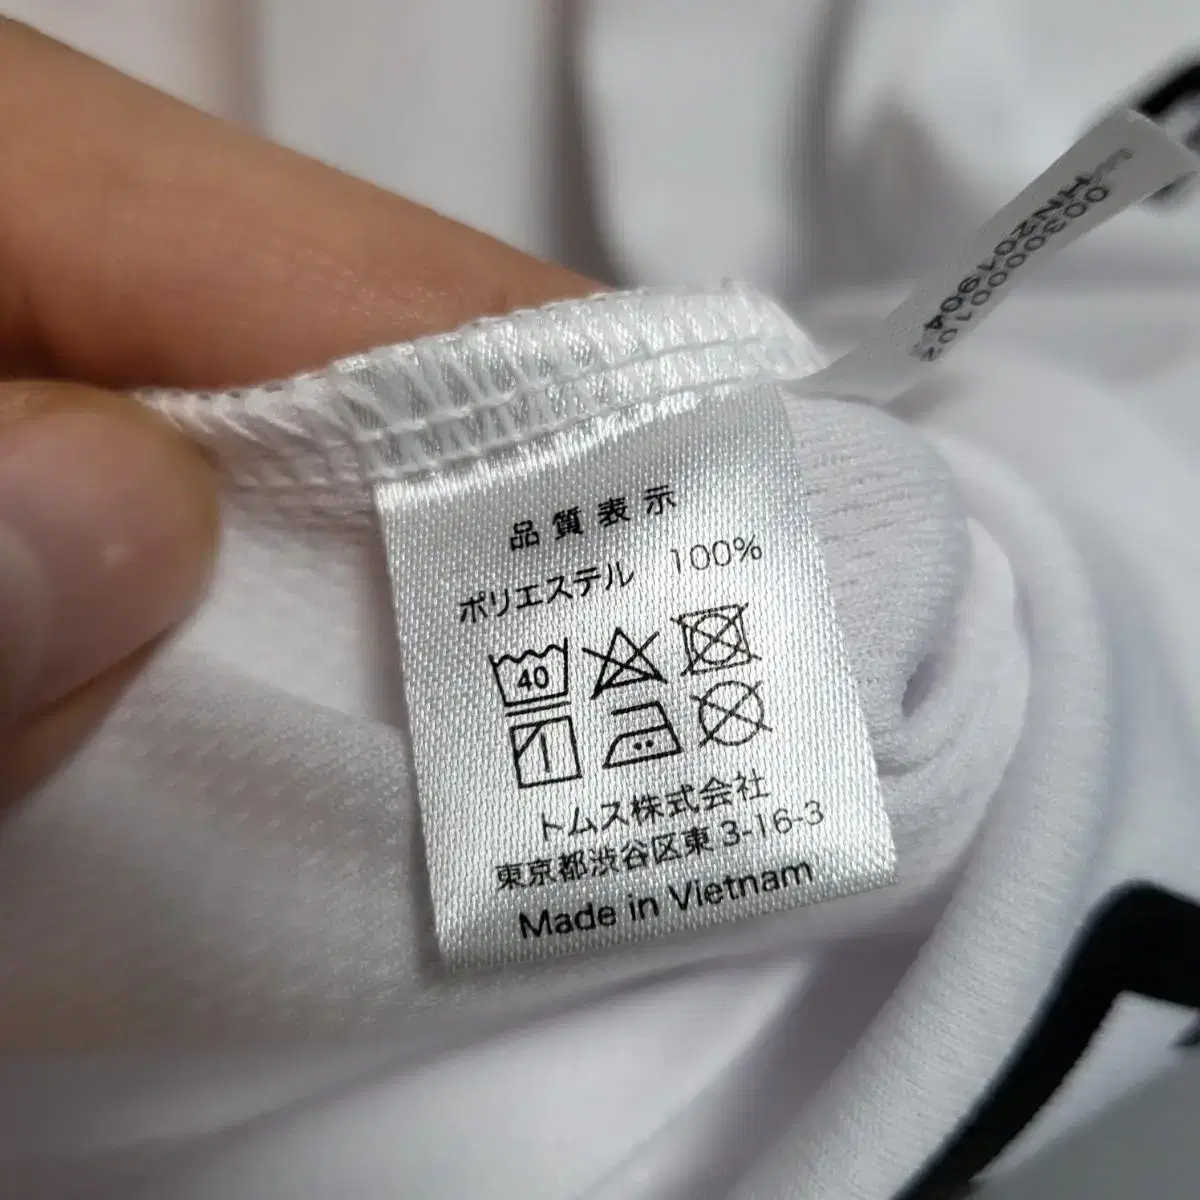 品質表示
ポリエステル 100%
40
トムス株式会社
東京都渋谷区東 3-16-3
Made in Vietnam
HN201904